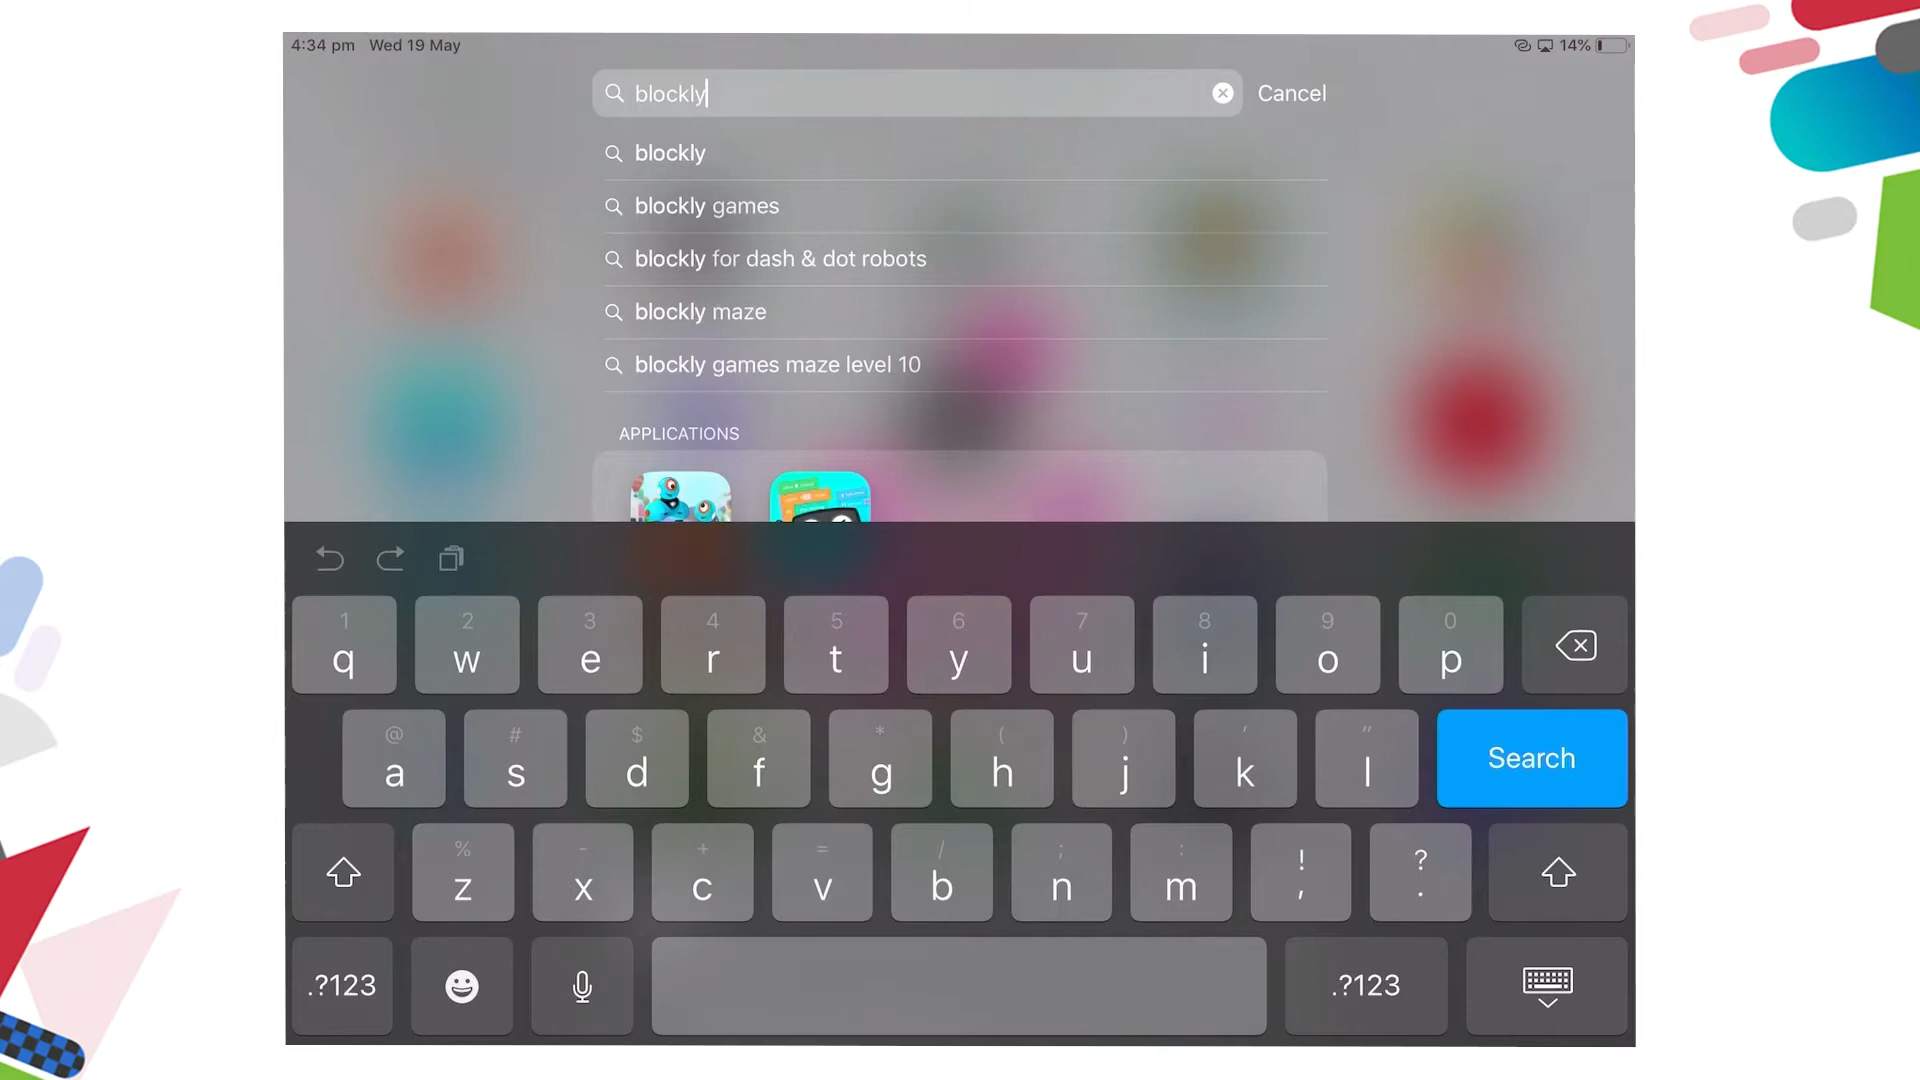 4:34 pm Wed 19 May 14%
blockly Cancel
blockly
blockly games
blockly for dash & dot robots
blockly maze
blockly games maze level 10
APPLICATIONS
1 2 3 4 5 6 7 8 9 0
q w e r t y u i o p
@ # $ & * ( ) ' "
a s d f g h j k l Search
% - + = / ; : ! ?
z x c v b n m , .
.?123 .?123